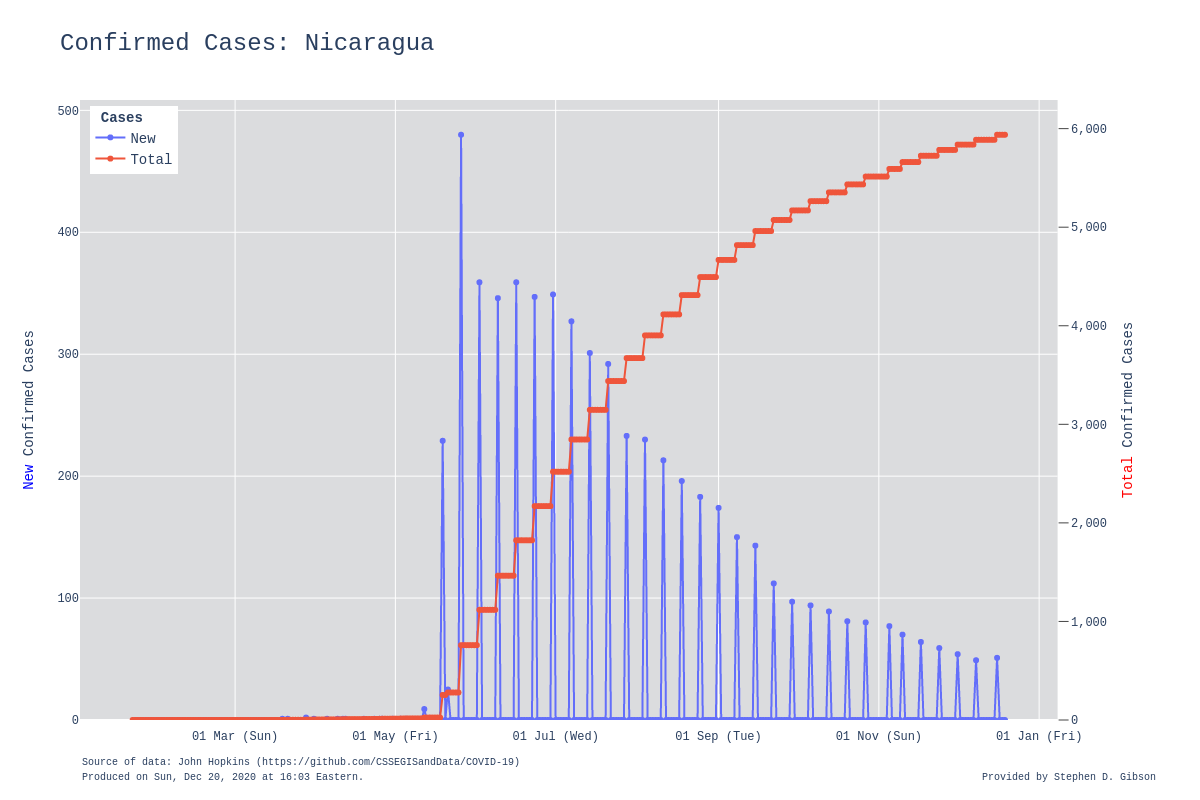 Confirmed Cases: Nicaragua
Cases
New
Total
500
400
300
200
100
0
6,000
5,000
4,000
3,000
2,000
1,000
0
New Confirmed Cases
Total Confirmed Cases
01 Mar (Sun)
01 May (Fri)
01 Jul (Wed)
01 Sep (Tue)
01 Nov (Sun)
01 Jan (Fri)
Source of data: John Hopkins (https://github.com/CSSEGISandData/COVID-19)
Produced on Sun, Dec 20, 2020 at 16:03 Eastern.
Provided by Stephen D. Gibson